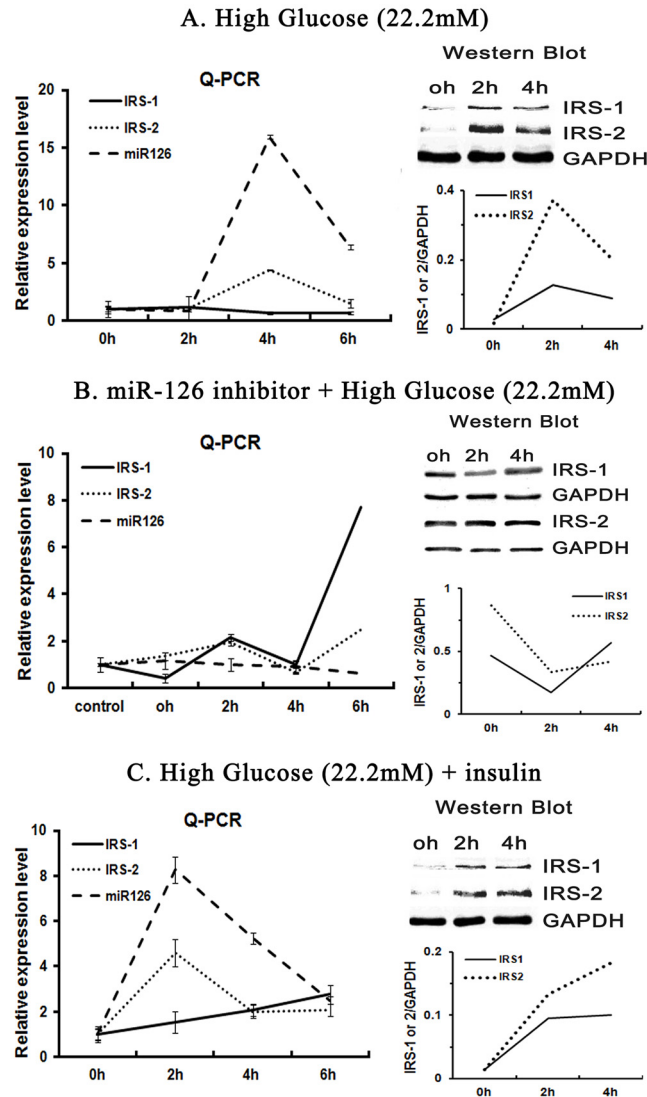 A. High Glucose (22.2mM)
Q-PCR
Relative expression level
20
15
10
5
0
IRS-1
IRS-2
miR126
0h
2h
4h
6h
Western Blot
oh 2h 4h
IRS-1
IRS-2
GAPDH
IRS-1 or 2/GAPDH
0.4
0.2
0
IRS1
IRS2
0h
2h
4h
B. miR-126 inhibitor + High Glucose (22.2mM)
Q-PCR
Relative expression level
10
8
6
4
2
0
IRS-1
IRS-2
miR126
control
oh
2h
4h
6h
Western Blot
oh 2h 4h
IRS-1
GAPDH
IRS-2
GAPDH
IRS-1 or 2/GAPDH
1
0.5
0
IRS1
IRS2
0h
2h
4h
C. High Glucose (22.2mM) + insulin
Q-PCR
Relative expression level
10
8
6
4
2
0
IRS-1
IRS-2
miR126
0h
2h
4h
6h
Western Blot
oh 2h 4h
IRS-1
IRS-2
GAPDH
IRS-1 or 2/GAPDH
0.2
0.1
0
IRS1
IRS2
0h
2h
4h